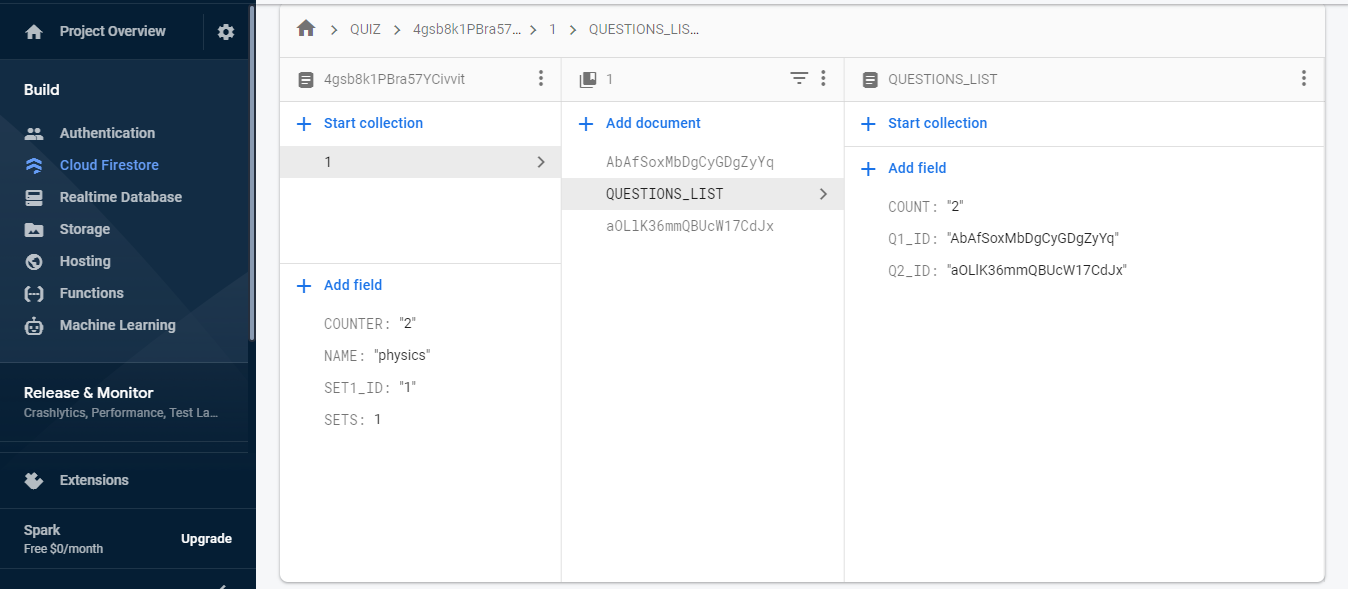 Project Overview
Build
Authentication
Cloud Firestore
Realtime Database
Storage
Hosting
Functions
Machine Learning
Release & Monitor
Crashlytics, Performance, Test La...
Extensions
Spark
Free $0/month
Upgrade
QUIZ
4gsb8k1PBra57...
1
QUESTIONS_LIS...
4gsb8k1PBra57YCivvit
Start collection
1
Add field
COUNTER: "2"
NAME: "physics"
SET1_ID: "1"
SETS: 1
1
Add document
AbAfSoxMbDgCyGDgZyYq
QUESTIONS_LIST
aOLlK36mmQBUcW17CdJx
QUESTIONS_LIST
Start collection
Add field
COUNT: "2"
Q1_ID: "AbAfSoxMbDgCyGDgZyYq"
Q2_ID: "aOLlK36mmQBUcW17CdJx"